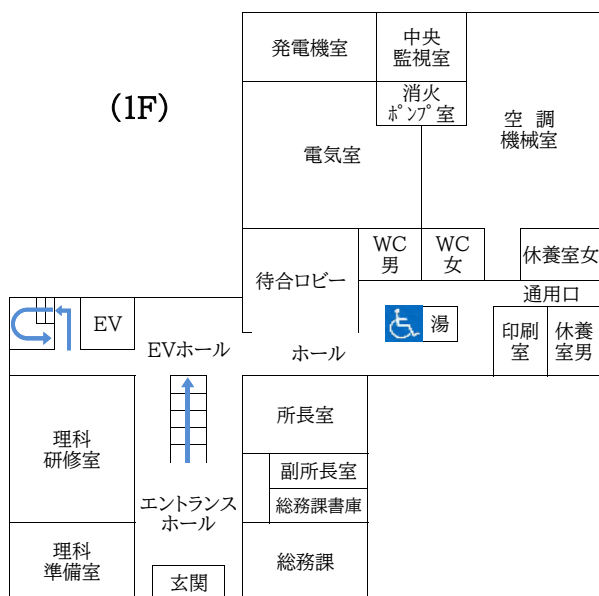 発電機室
中央
監視室
(1F)
消火
ﾎﾟﾝﾌﾟ室
空 調
機械室
電気室
WC
男
WC
女
休養室女
待合ロビー
通用口
EV
湯
印刷
室
休養
室男
EVホール
ホール
所長室
理科
研修室
副所長室
総務課書庫
エントランス
ホール
理科
準備室
総務課
玄関